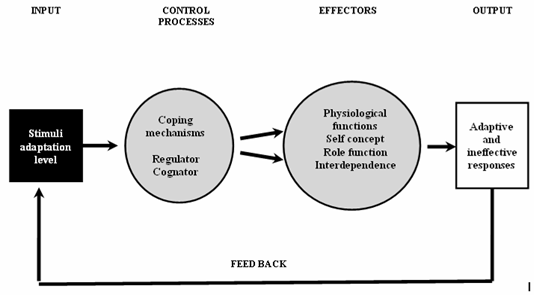 INPUT
CONTROL
PROCESSES
EFFECTORS
OUTPUT
Stimuli
adaptation
level
Coping
mechanisms
Regulator
Cognator
Physiological
functions
Self concept
Role function
Interdependence
Adaptive
and
ineffective
responses
FEED BACK